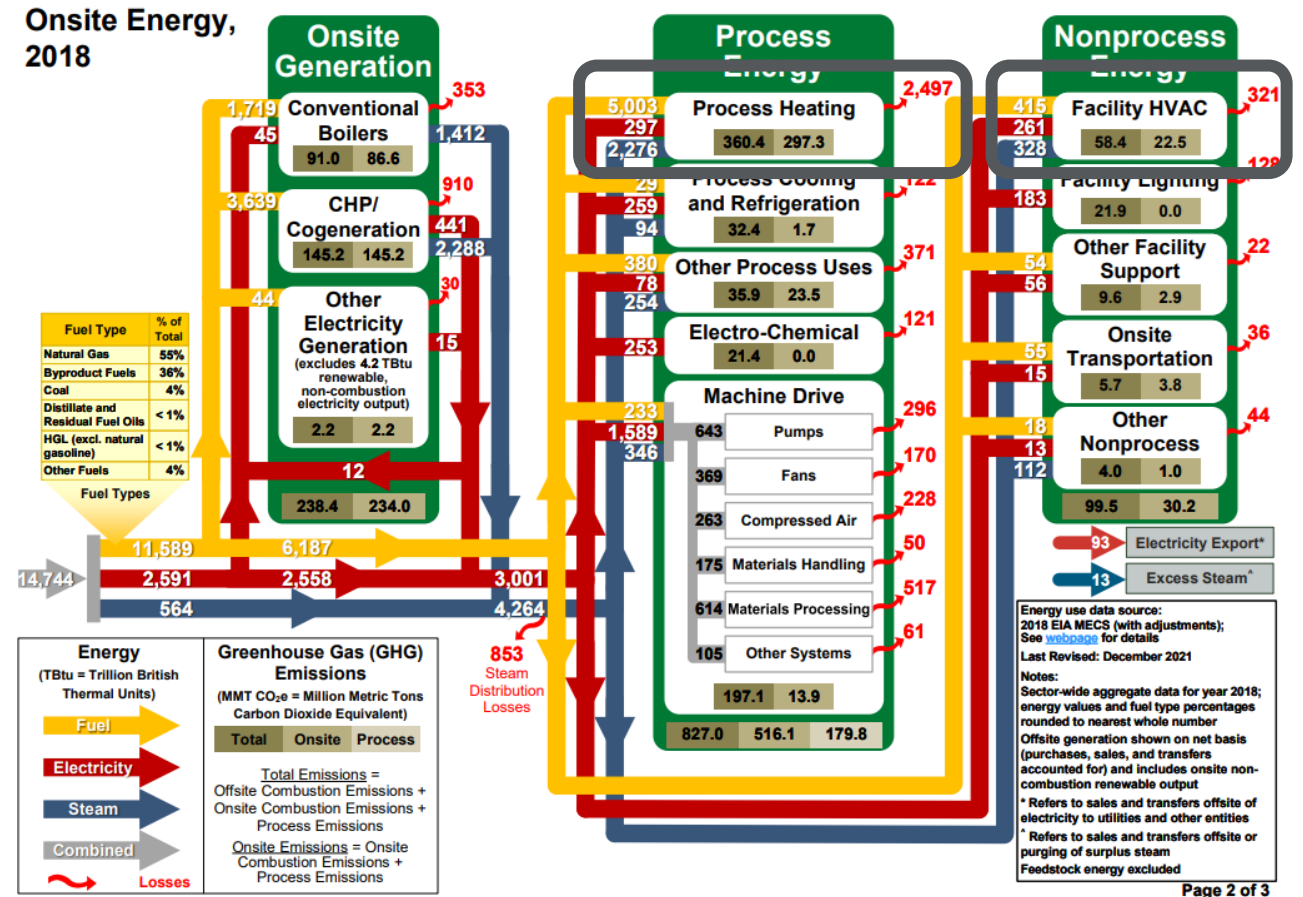 Onsite Energy,
2018
Onsite
Generation
1,719
353
45
Conventional
Boilers
1,412
91.0 86.6
3,639
910
CHP/
Cogeneration
441
2,288
145.2 145.2
44
30
Other
Electricity
Generation
(excludes 4.2 TBtu
renewable,
non-combustion
electricity output)
15
2.2 2.2
12
238.4 234.0
Fuel Type % of
Total
Natural Gas 55%
Byproduct Fuels 36%
Coal 4%
Distillate and
Residual Fuel Oils < 1%
HGL (excl. natural
gasoline) < 1%
Other Fuels 4%
Fuel Types
14,744
11,589 6,187
2,591 2,558 3,001
564 4,264
853
Steam
Distribution
Losses
Process
Energy
5,003
297
2,276
Process Heating
2,497
360.4 297.3
29
259
94
Process Cooling
and Refrigeration
122
32.4 1.7
380
78
254
Other Process Uses
371
35.9 23.5
253
Electro-Chemical
121
21.4 0.0
233
1,589
346
Machine Drive
643 Pumps 296
369 Fans 170
263 Compressed Air 228
175 Materials Handling 50
614 Materials Processing 517
105 Other Systems 61
197.1 13.9
827.0 516.1 179.8
Nonprocess
Energy
415
261
328
Facility HVAC
321
58.4 22.5
183
Facility Lighting
128
21.9 0.0
54
56
Other Facility
Support
22
9.6 2.9
55
15
Onsite
Transportation
36
5.7 3.8
18
13
112
Other
Nonprocess
44
4.0 1.0
99.5 30.2
93 Electricity Export*
13 Excess Steam^
Energy
(TBtu = Trillion British
Thermal Units)
Fuel
Electricity
Steam
Combined
Losses
Greenhouse Gas (GHG)
Emissions
(MMT CO₂e = Million Metric Tons
Carbon Dioxide Equivalent)
Total Onsite Process
Total Emissions =
Offsite Combustion Emissions +
Onsite Combustion Emissions +
Process Emissions
Onsite Emissions = Onsite
Combustion Emissions +
Process Emissions
Energy use data source:
2018 EIA MECS (with adjustments);
See webpage for details
Last Revised: December 2021
Notes:
Sector-wide aggregate data for year 2018;
energy values and fuel type percentages
rounded to nearest whole number
Offsite generation shown on net basis
(purchases, sales, and transfers
accounted for) and includes onsite non-
combustion renewable output
* Refers to sales and transfers offsite of
electricity to utilities and other entities
^ Refers to sales and transfers offsite or
purging of surplus steam
Feedstock energy excluded
Page 2 of 3